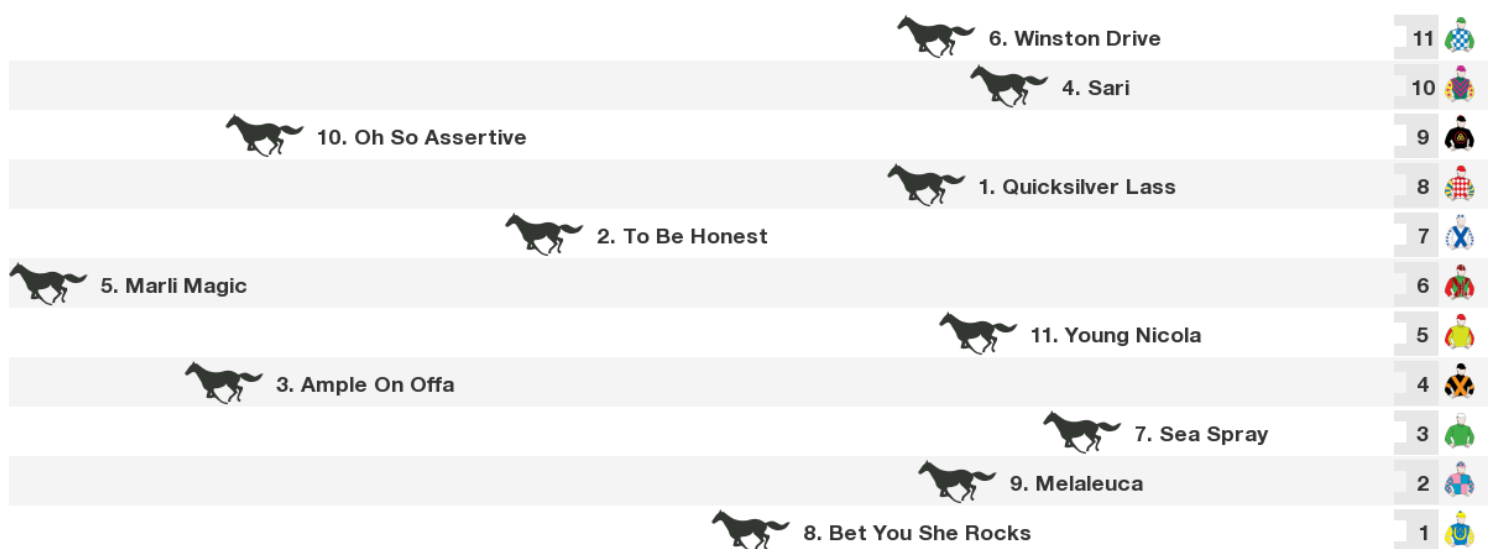 6. Winston Drive 11
4. Sari 10
10. Oh So Assertive 9
1. Quicksilver Lass 8
2. To Be Honest 7
5. Marli Magic 6
11. Young Nicola 5
3. Ample On Offa 4
7. Sea Spray 3
9. Melaleuca 2
8. Bet You She Rocks 1